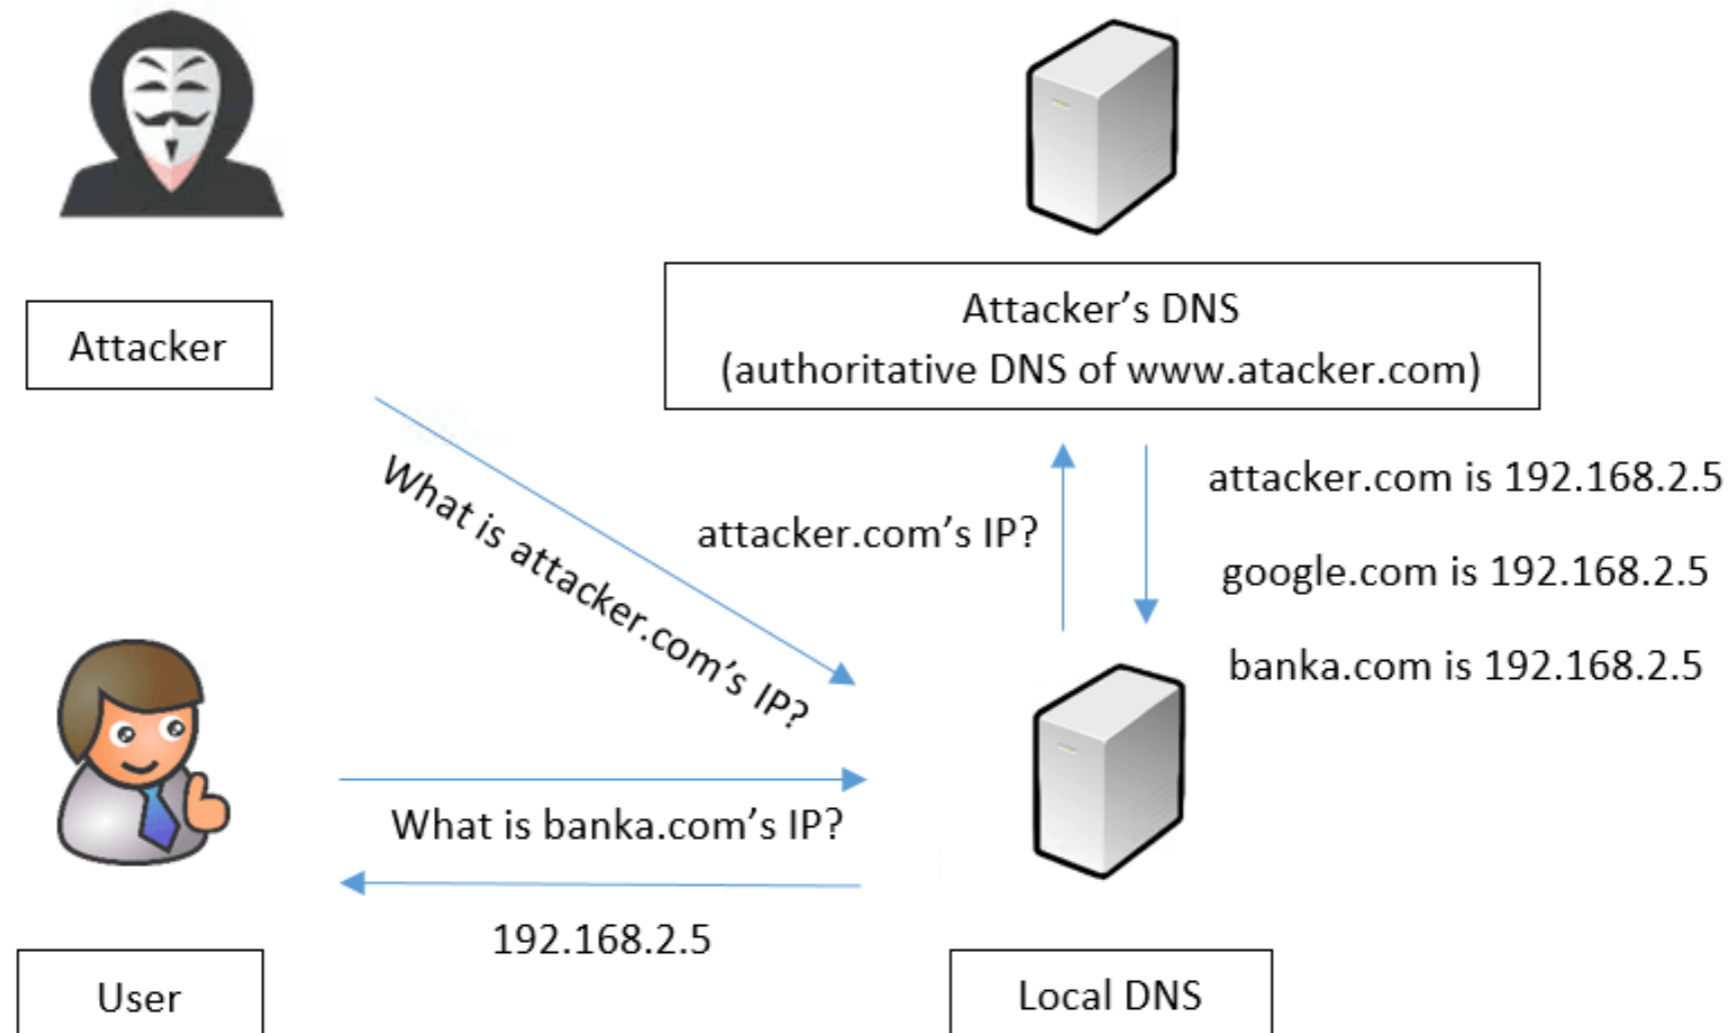 Attacker
Attacker’s DNS
(authoritative DNS of www.atacker.com)
What is attacker.com’s IP?
attacker.com’s IP?
attacker.com is 192.168.2.5
google.com is 192.168.2.5
banka.com is 192.168.2.5
What is banka.com’s IP?
192.168.2.5
User
Local DNS